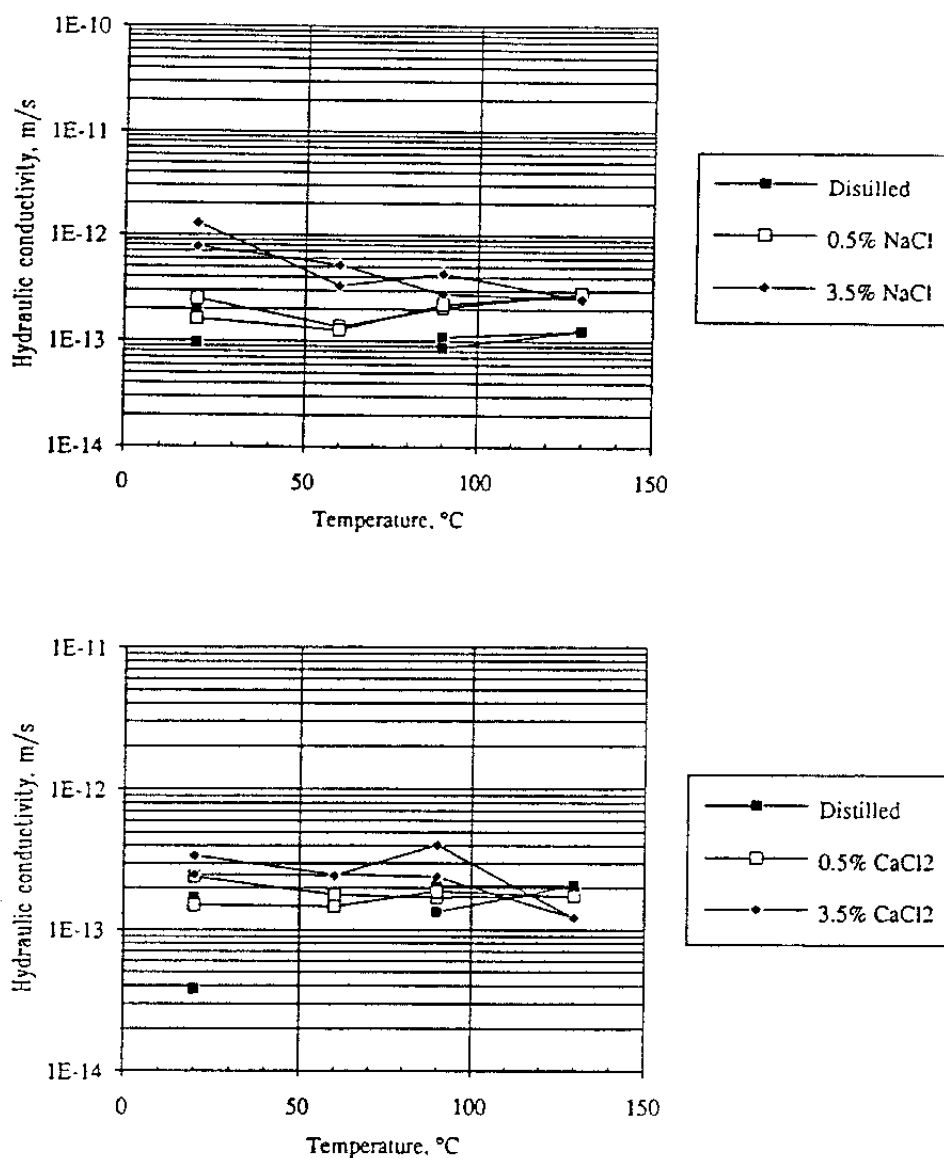 1E-10
1E-11
1E-12
1E-13
1E-14
Hydraulic conductivity, m/s
0
50
100
150
Temperature, °C
Distilled
0.5% NaCl
3.5% NaCl
1E-11
1E-12
1E-13
1E-14
Hydraulic conductivity, m/s
0
50
100
150
Temperature, °C
Distilled
0.5% CaCl2
3.5% CaCl2